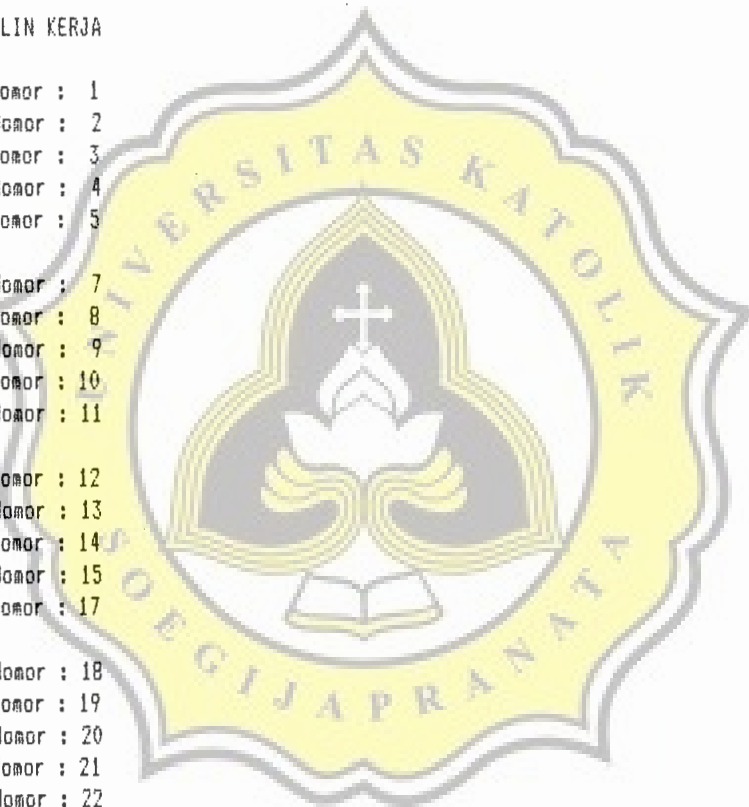 LIN KERJA
omor : 1
omor : 2
omor : 3
omor : 4
omor : 5
omor : 7
omor : 8
omor : 9
omor : 10
omor : 11
omor : 12
omor : 13
omor : 14
omor : 15
omor : 17
omor : 18
omor : 19
omor : 20
omor : 21
omor : 22
UNIVERSITAS KATOLIK
SOEGIJAPRANATA